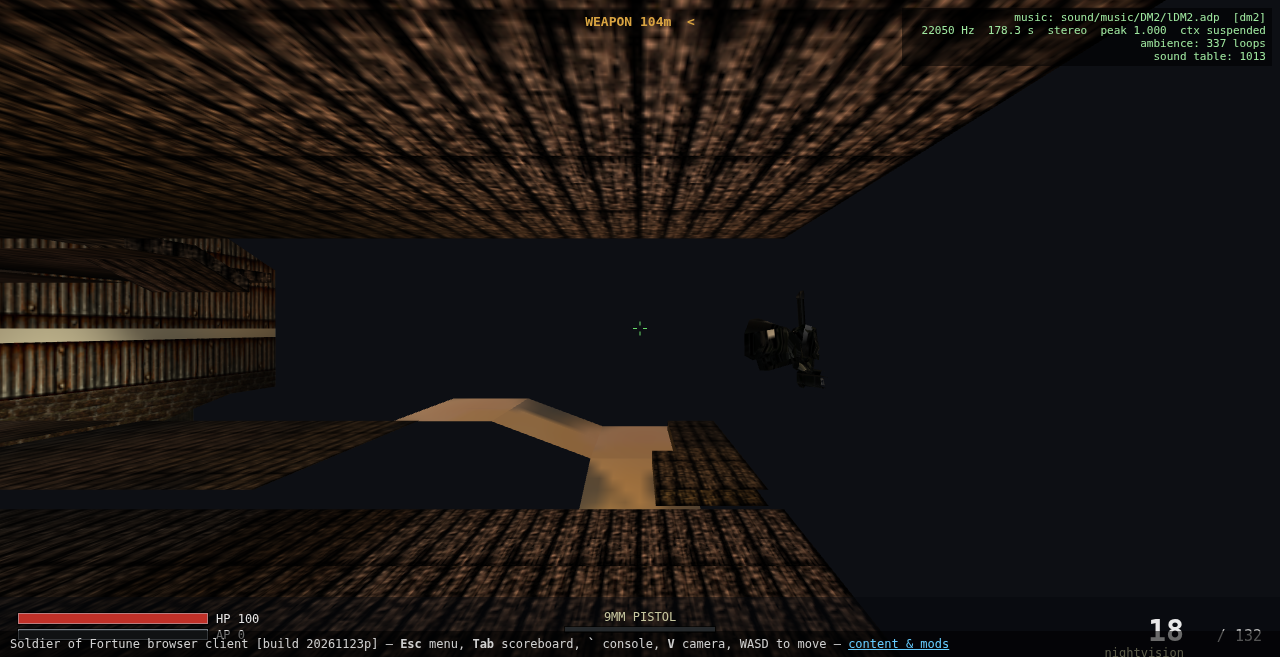 WEAPON 104m <
music: sound/music/DM2/lDM2.adp [dm2]
22050 Hz 178.3 s stereo peak 1.000 ctx suspended
ambience: 337 loops
sound table: 1013
HP 100
AP 0
9MM PISTOL
18 / 132
Soldier of Fortune browser client [build 20261123p] — Esc menu, Tab scoreboard, ` console, V camera, WASD to move — content & mods
nightvision